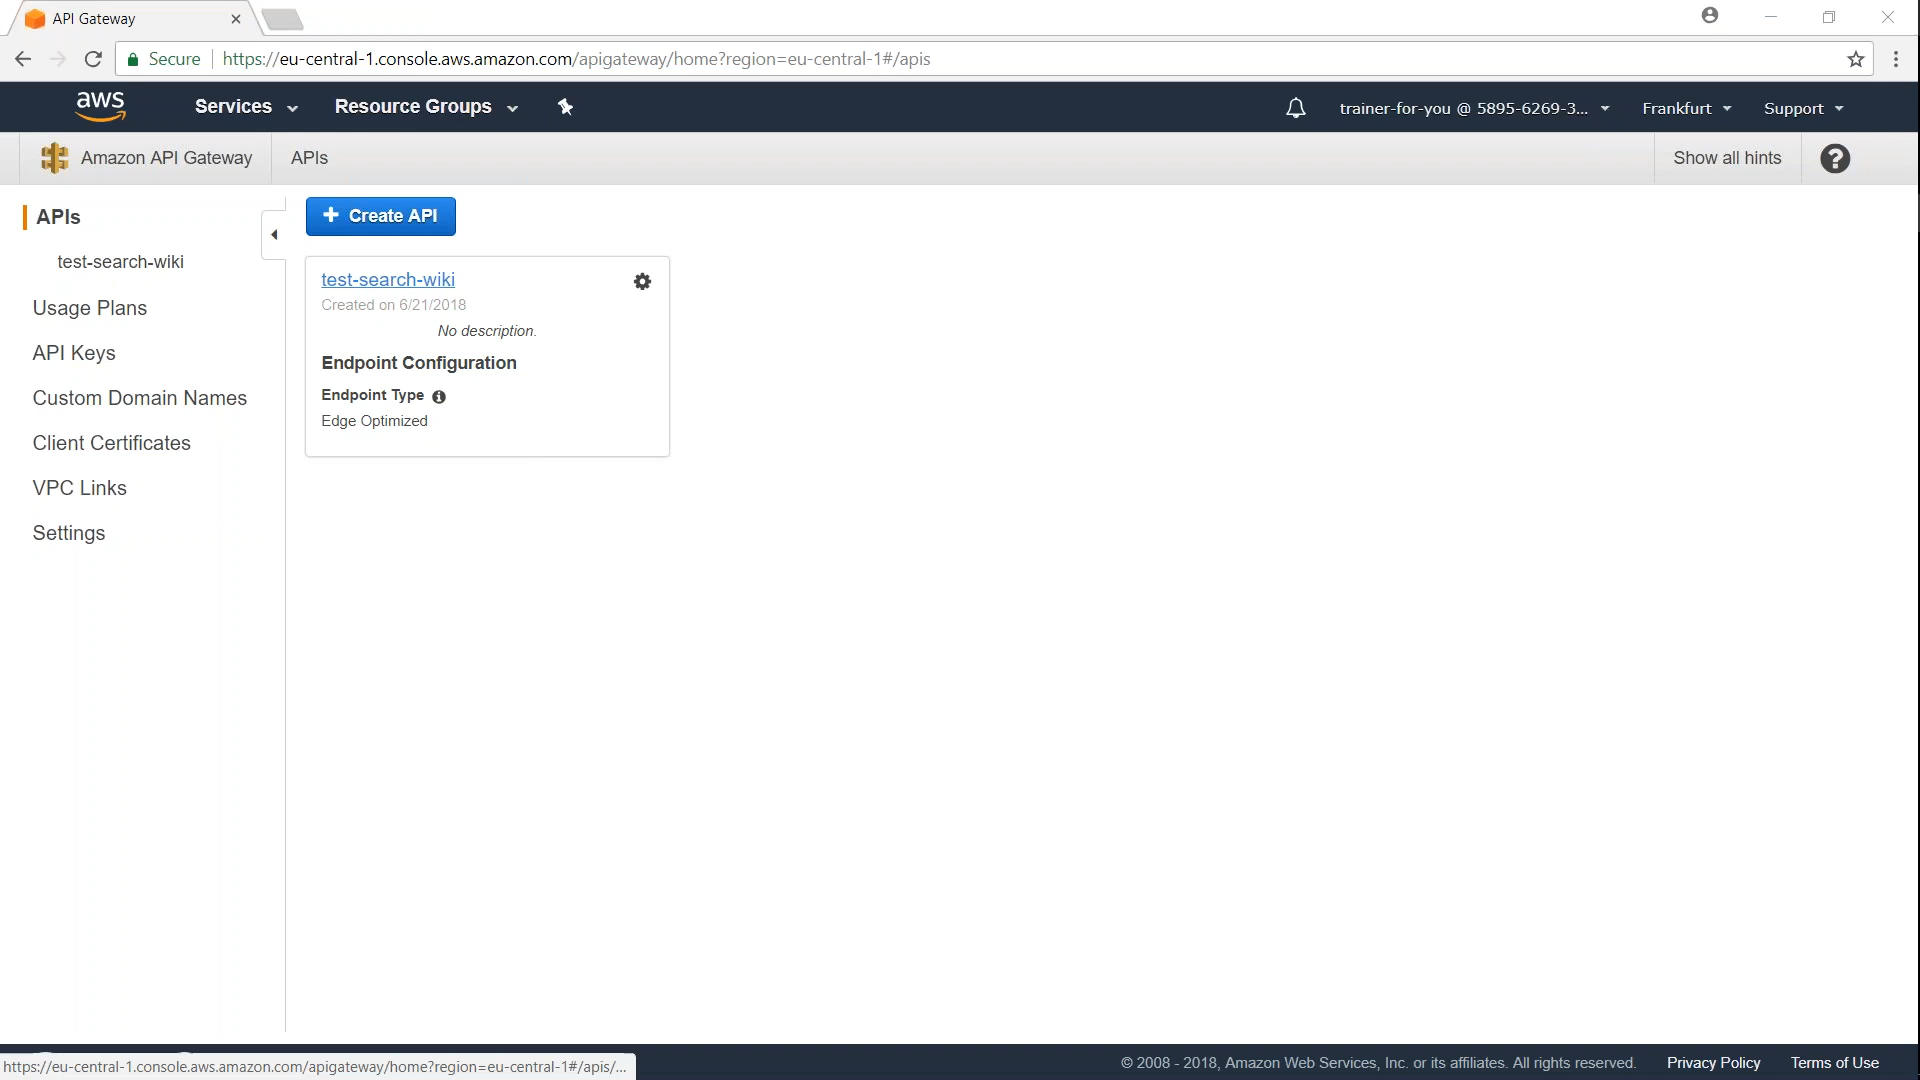 API Gateway
Secure https://eu-central-1.console.aws.amazon.com/apigateway/home?region=eu-central-1#/apis
aws Services Resource Groups trainer-for-you @ 5895-6269-3... Frankfurt Support
Amazon API Gateway APIs Show all hints ?
APIs
test-search-wiki
Usage Plans
API Keys
Custom Domain Names
Client Certificates
VPC Links
Settings
+ Create API
test-search-wiki
Created on 6/21/2018
No description.
Endpoint Configuration
Endpoint Type
Edge Optimized
https://eu-central-1.console.aws.amazon.com/apigateway/home?region=eu-central-1#/apis/...
© 2008 - 2018, Amazon Web Services, Inc. or its affiliates. All rights reserved. Privacy Policy Terms of Use